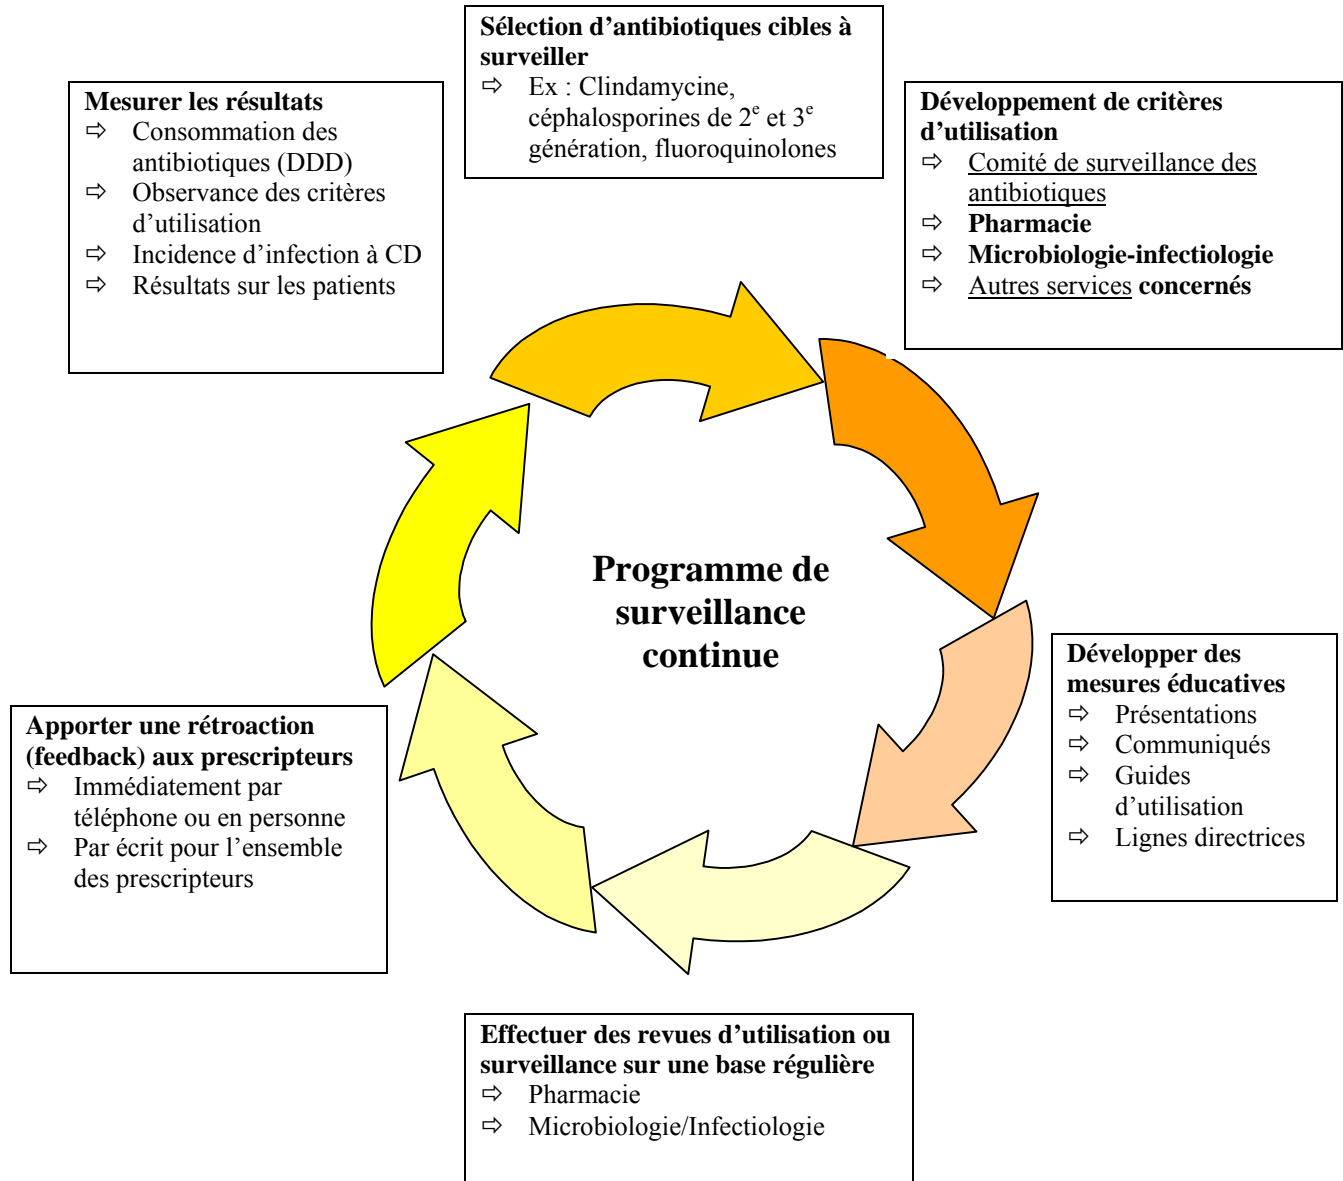 Sélection d’antibiotiques cibles à
surveiller
⇨ Ex : Clindamycine,
céphalosporines de 2e et 3e
génération, fluoroquinolones
Développement de critères
d’utilisation
⇨ Comité de surveillance des
antibiotiques
⇨ Pharmacie
⇨ Microbiologie-infectiologie
⇨ Autres services concernés
Développer des
mesures éducatives
⇨ Présentations
⇨ Communiqués
⇨ Guides
d’utilisation
⇨ Lignes directrices
Effectuer des revues d’utilisation ou
surveillance sur une base régulière
⇨ Pharmacie
⇨ Microbiologie/Infectiologie
Apporter une rétroaction
(feedback) aux prescripteurs
⇨ Immédiatement par
téléphone ou en personne
⇨ Par écrit pour l’ensemble
des prescripteurs
Mesurer les résultats
⇨ Consommation des
antibiotiques (DDD)
⇨ Observance des critères
d’utilisation
⇨ Incidence d’infection à CD
⇨ Résultats sur les patients
Programme de
surveillance
continue